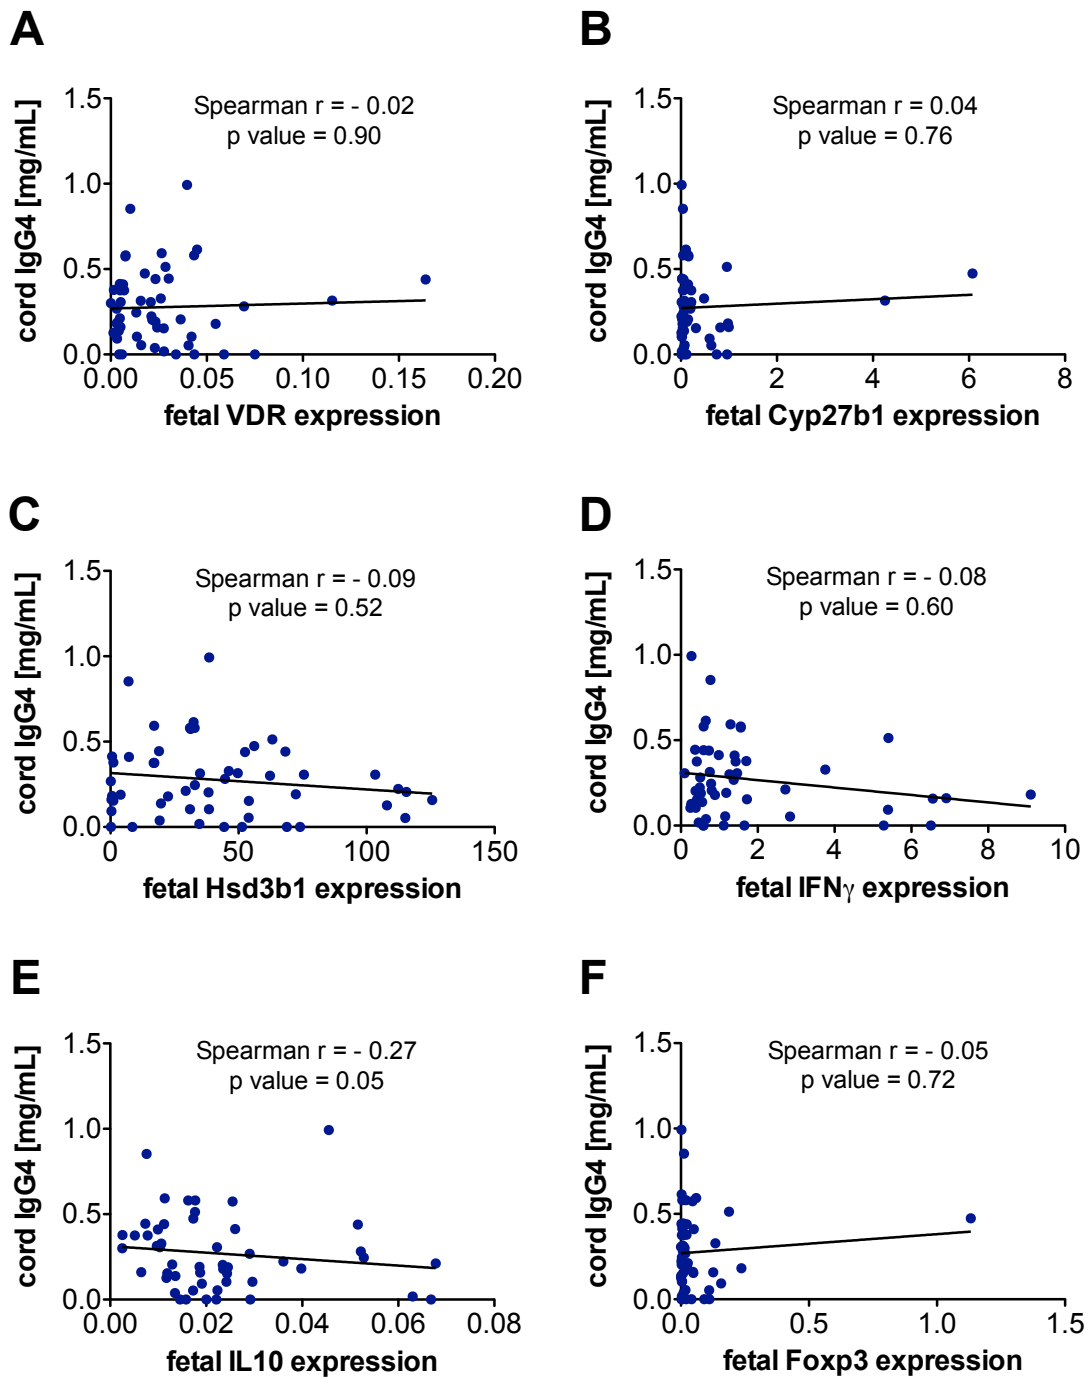 A
Spearman r = - 0.02
p value = 0.90
cord IgG4 [mg/mL]
1.5
1.0
0.5
0.0
0.00 0.05 0.10 0.15 0.20
fetal VDR expression
B
Spearman r = 0.04
p value = 0.76
cord IgG4 [mg/mL]
1.5
1.0
0.5
0.0
0 2 4 6 8
fetal Cyp27b1 expression
C
Spearman r = - 0.09
p value = 0.52
cord IgG4 [mg/mL]
1.5
1.0
0.5
0.0
0 50 100 150
fetal Hsd3b1 expression
D
Spearman r = - 0.08
p value = 0.60
cord IgG4 [mg/mL]
1.5
1.0
0.5
0.0
0 2 4 6 8 10
fetal IFNγ expression
E
Spearman r = - 0.27
p value = 0.05
cord IgG4 [mg/mL]
1.5
1.0
0.5
0.0
0.00 0.02 0.04 0.06 0.08
fetal IL10 expression
F
Spearman r = - 0.05
p value = 0.72
cord IgG4 [mg/mL]
1.5
1.0
0.5
0.0
0.0 0.5 1.0 1.5
fetal Foxp3 expression